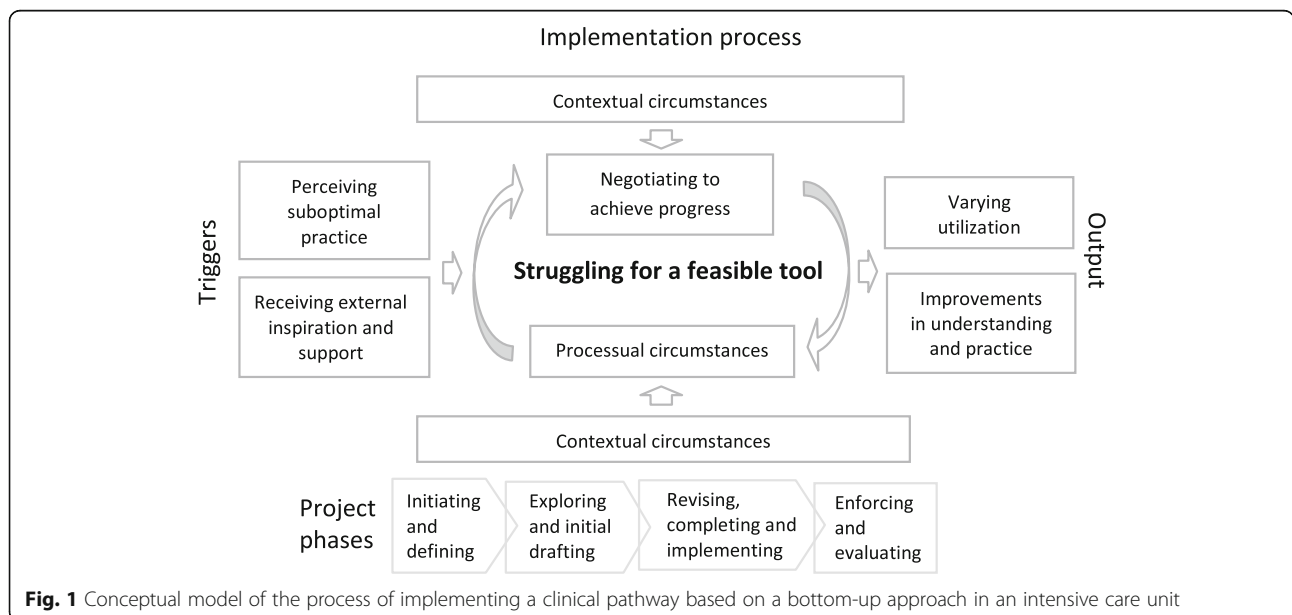 Implementation process
Contextual circumstances
Triggers
Perceiving
suboptimal
practice
Receiving external
inspiration and
support
Negotiating to
achieve progress
Struggling for a feasible tool
Processual circumstances
Varying
utilization
Improvements
in understanding
and practice
Output
Contextual circumstances
Project
phases
Initiating
and
defining
Exploring
and initial
drafting
Revising,
completing and
implementing
Enforcing
and
evaluating
Fig. 1 Conceptual model of the process of implementing a clinical pathway based on a bottom-up approach in an intensive care unit